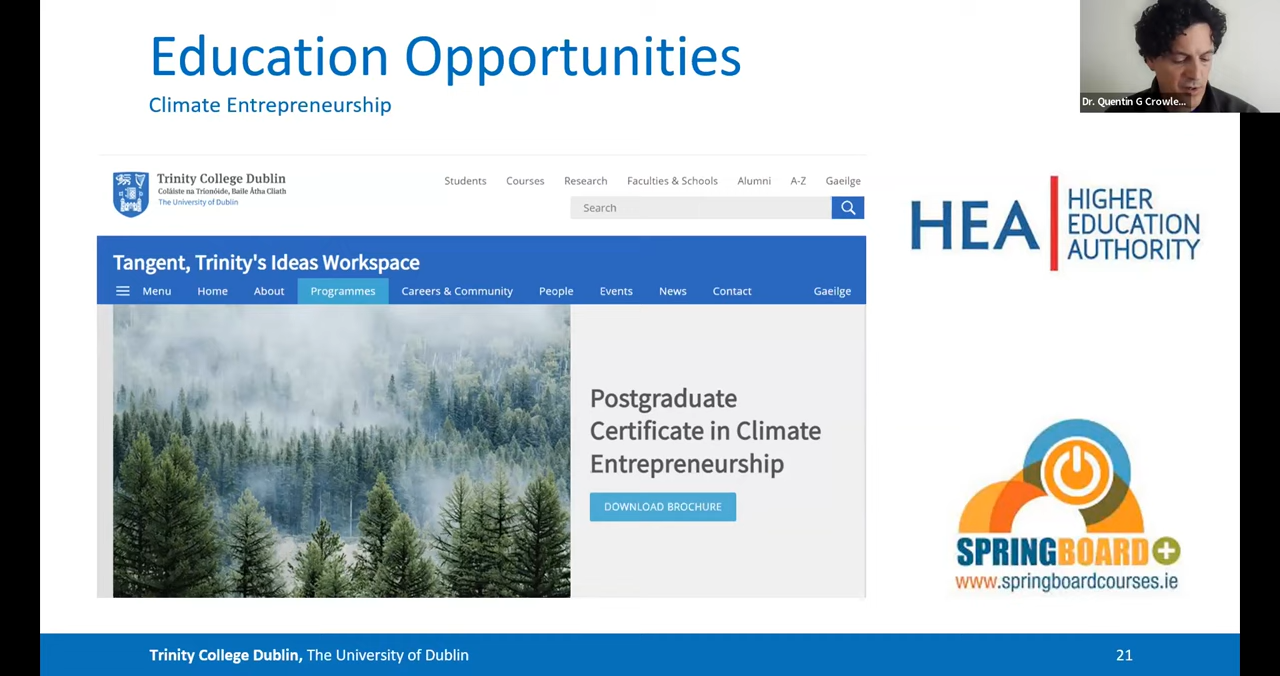 Education Opportunities
Climate Entrepreneurship
Dr. Quentin G Crowle...
Trinity College Dublin
Coláiste na Tríonóide, Baile Átha Cliath
The University of Dublin
Students Courses Research Faculties & Schools Alumni A-Z Gaeilge
Search
Tangent, Trinity's Ideas Workspace
Menu Home About Programmes Careers & Community People Events News Contact Gaeilge
Postgraduate
Certificate in Climate
Entrepreneurship
DOWNLOAD BROCHURE
HEA
HIGHER
EDUCATION
AUTHORITY
SPRINGBOARD+
www.springboardcourses.ie
Trinity College Dublin, The University of Dublin
21